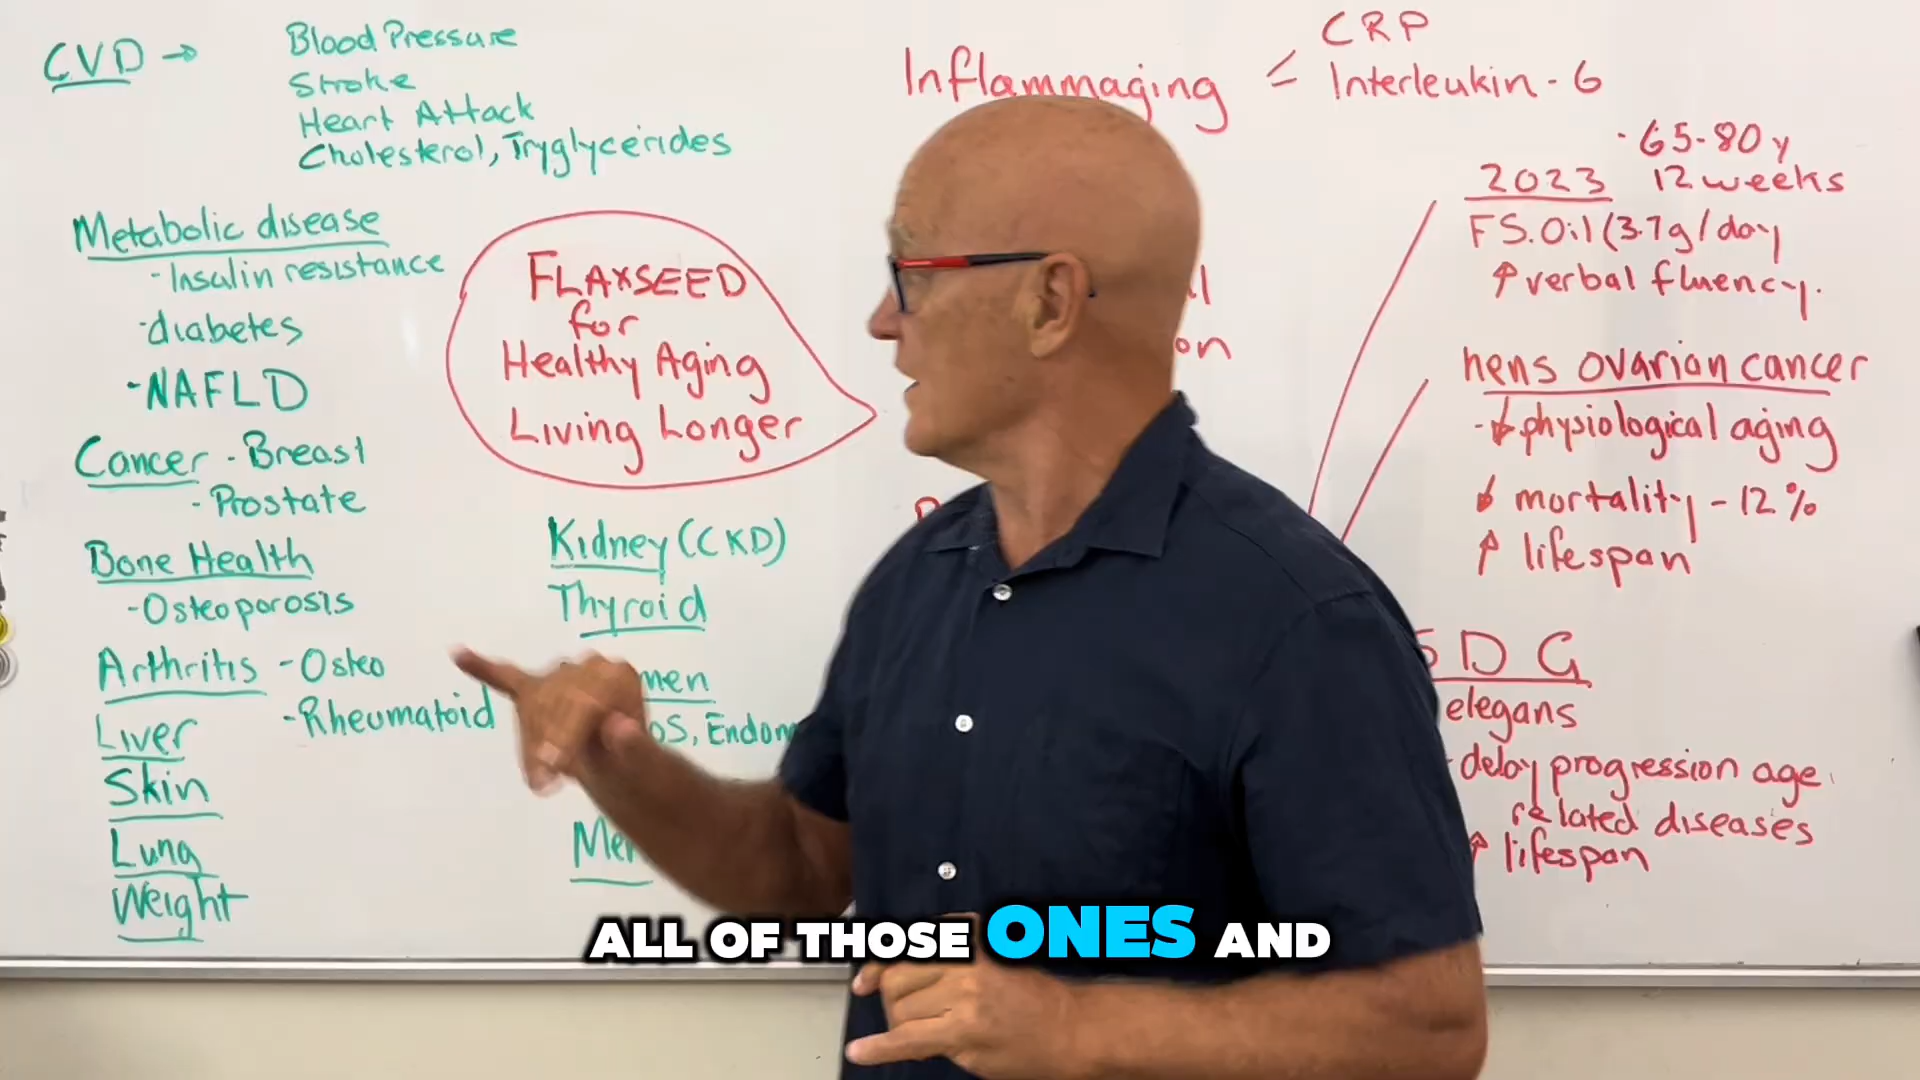 CVD → Blood Pressure
Stroke
Heart Attack
Cholesterol, Tryglycerides
Metabolic disease
- Insulin resistance
- diabetes
- NAFLD
Cancer - Breast
- Prostate
Bone Health
- Osteoporosis
Arthritis - Osteo
- Rheumatoid
Liver
Skin
Lung
Weight
FLAXSEED
for
Healthy Aging
Living Longer
Kidney (CKD)
Thyroid
Inflammaging
CRP
Interleukin - 6
- 65-80y
2023 12 weeks
FS.Oil (3.7g/day
↑ verbal fluency.
hens ovarian cancer
- ↓ physiological aging
↓ mortality - 12%
↑ lifespan
SDG
elegans
- delay progression age
related diseases
↑ lifespan
ALL OF THOSE ONES AND